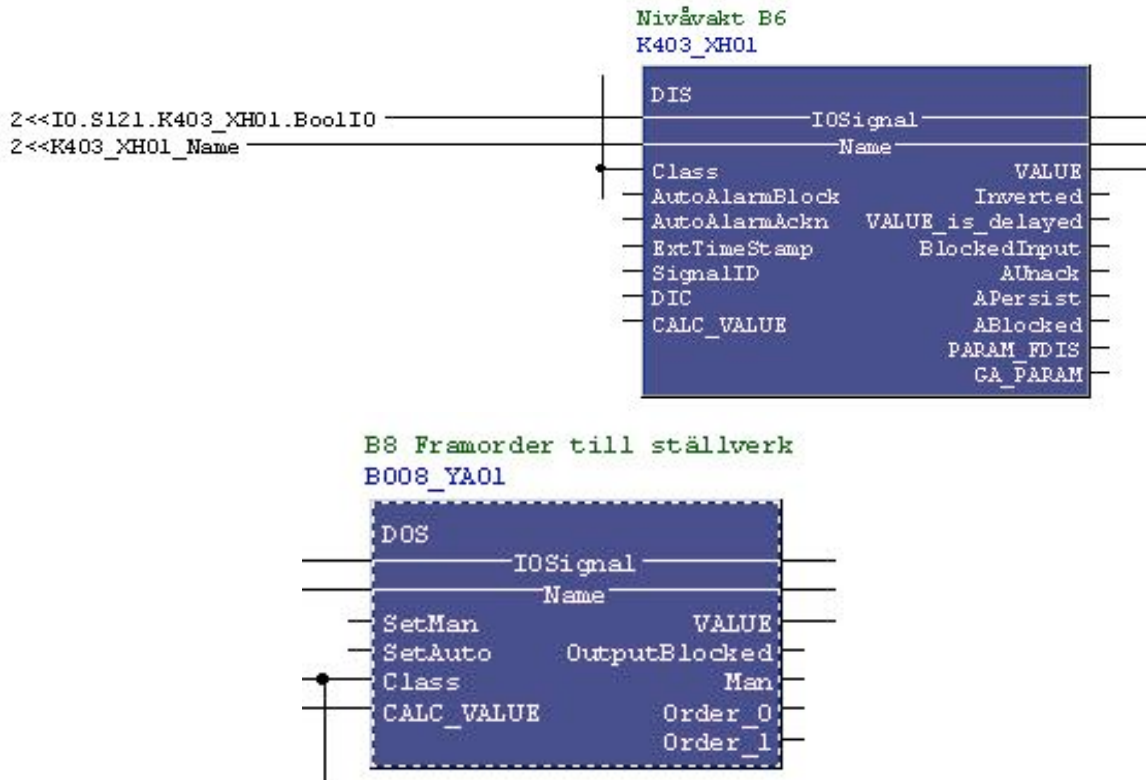 Nivåvakt B6
K403_XH01
DIS
2<<IO.S121.K403_XH01.BoolIO
IOSignal
2<<K403_XH01_Name
Name
Class VALUE
AutoAlarmBlock Inverted
AutoAlarmAckn VALUE_is_delayed
ExtTimeStamp BlockedInput
SignalID AUnack
DIC APersist
CALC_VALUE ABlocked
PARAM_FDIS
GA_PARAM
B8 Framorder till ställverk
B008_YA01
DOS
IOSignal
Name
SetMan VALUE
SetAuto OutputBlocked
Class Man
CALC_VALUE Order_0
Order_1